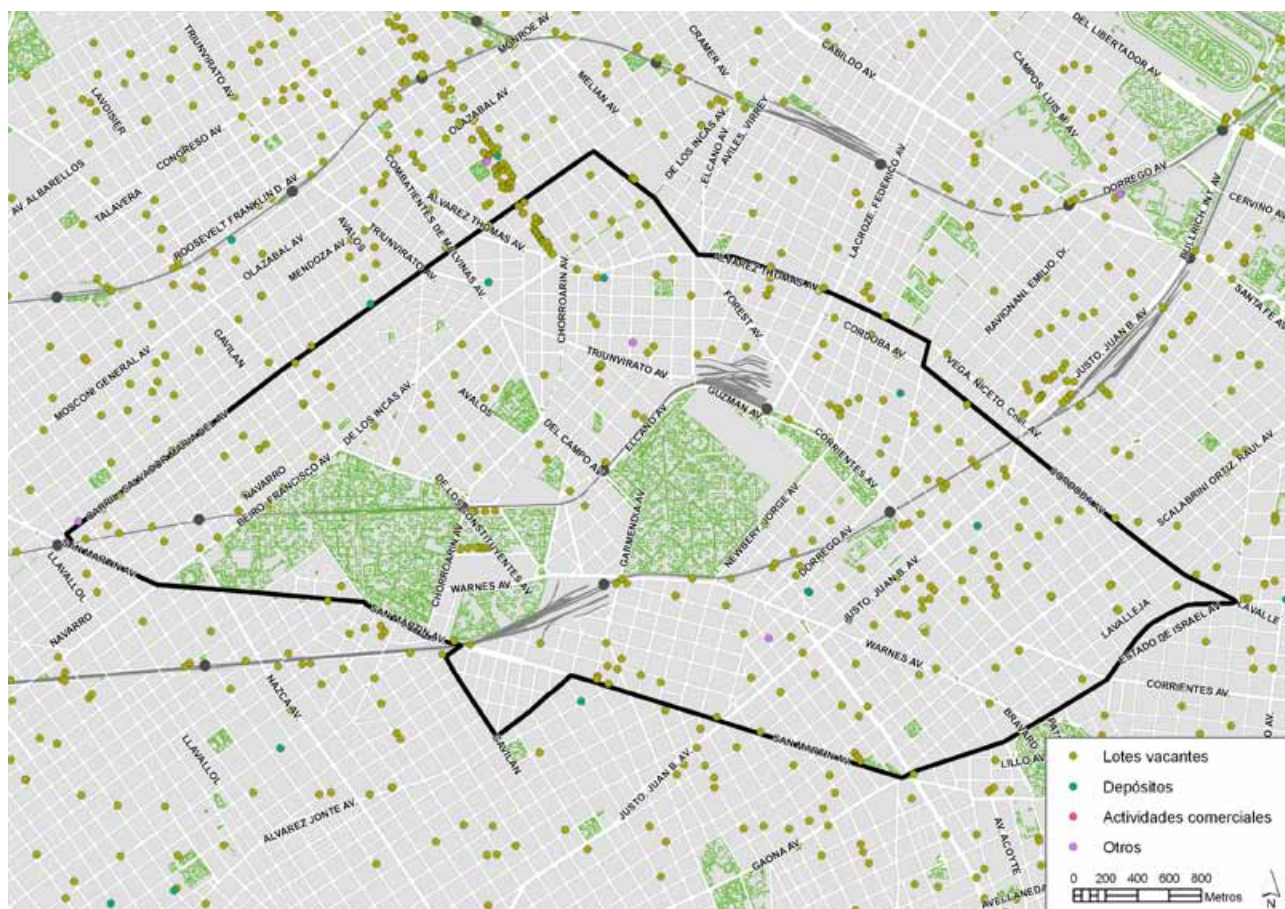 TRIUNVIRATO AV
MONROE AV
CRAMER AV
CABILDO AV.
DEL LIBERTADOR AV
LAVOISIER
CONGRESO AV
OLAZABAL AV
MELIAN AV
CAMPOS, LUIS M. AV
AV ALBARELLOS
TALAVERA
ROOSEVELT FRANKLIN D. AV
COMBATIENTES DE MALVINAS AV.
DE LOS INCAS AV
ELCANO AV
AVILES, VIRREY
LACROZE, FEDERICO AV
DORREGO AV
CERVIÑO
BULLRICH, INT. AV
OLAZABAL AV
MENDOZA AV
AVALOS
TRIUNVIRATO AV
ALVAREZ THOMAS AV
CHORROARIN AV.
ALVAREZ THOMAS AV
FOREST AV.
RAVIGNANI, EMILIO, Dr.
SANTA FE AV
MOSCONI GENERAL AV
GAVILAN
TRIUNVIRATO AV
CORDOBA AV
JUSTO, JUAN B. AV
VEGA, NICETO, Cnel. AV
DE LOS INCAS AV
AVALOS
DEL CAMPO AV
ELCANO AV
GUZMAN AV
CORRIENTES AV
SCALABRINI ORTIZ, RAUL AV
CORDOBA AV
NAVARRO
BEIRO, FRANCISCO AV
DE LOS CONSTITUYENTES AV
CHORROARIN AV
GARMENDIA AV
NEWBERY, JORGE AV
DORREGO AV
SAN MARTIN AV
LLAVALLOL
WARNES AV
JUSTO, JUAN B. AV.
NAVARRO
SAN MARTIN AV
LAVALLEJA
LAVALLE
ESTADO DE ISRAEL AV
WARNES AV
CORRIENTES AV.
NAZCA AV
LLAVALLOL
GAVILAN
SAN MARTIN AV
BRAVARD
LILLO AV
JUSTO, JUAN B. AV
ALVAREZ JONTE AV
GAONA AV
AV ACOYTE
AVELLANEDA
Lotes vacantes
Depósitos
Actividades comerciales
Otros
0 200 400 600 800
Metros
N